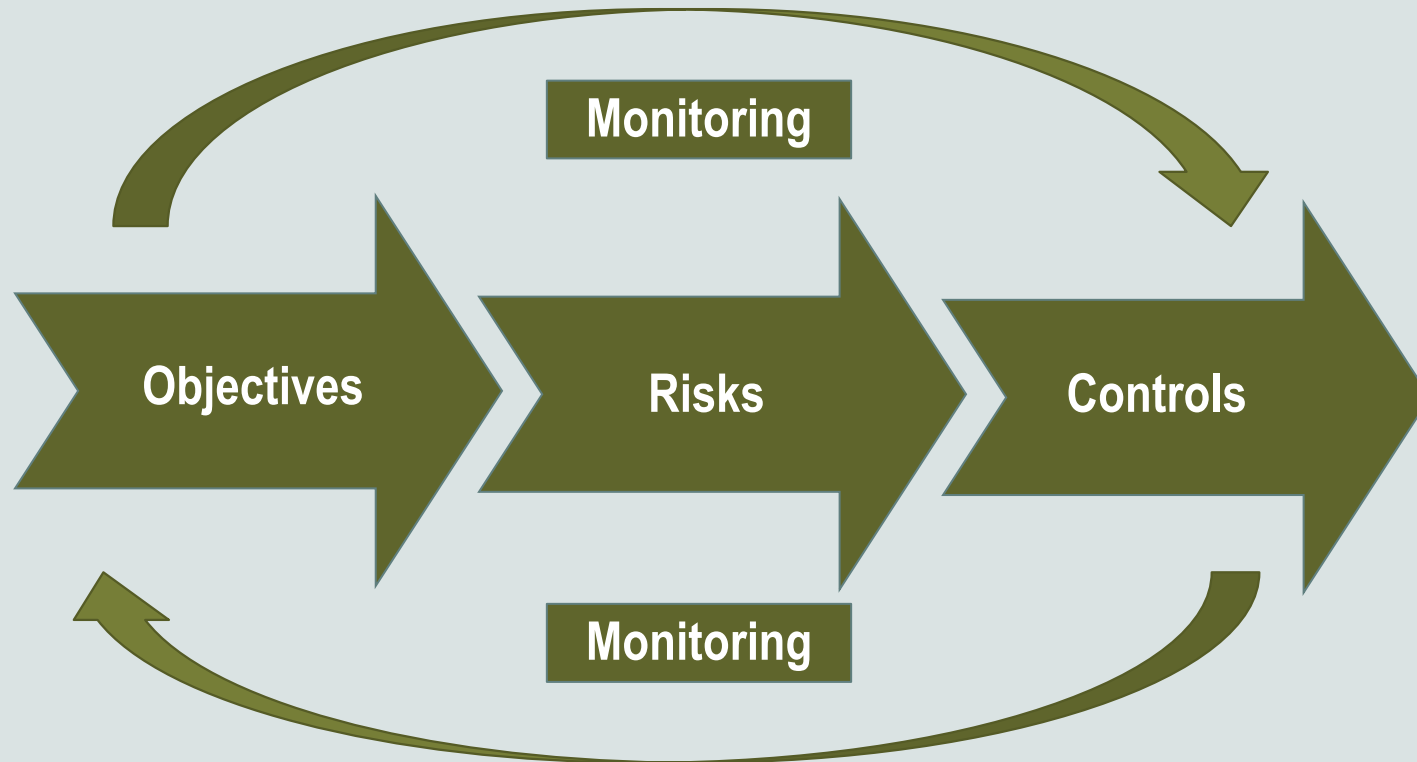 Monitoring
Objectives
Risks
Controls
Monitoring